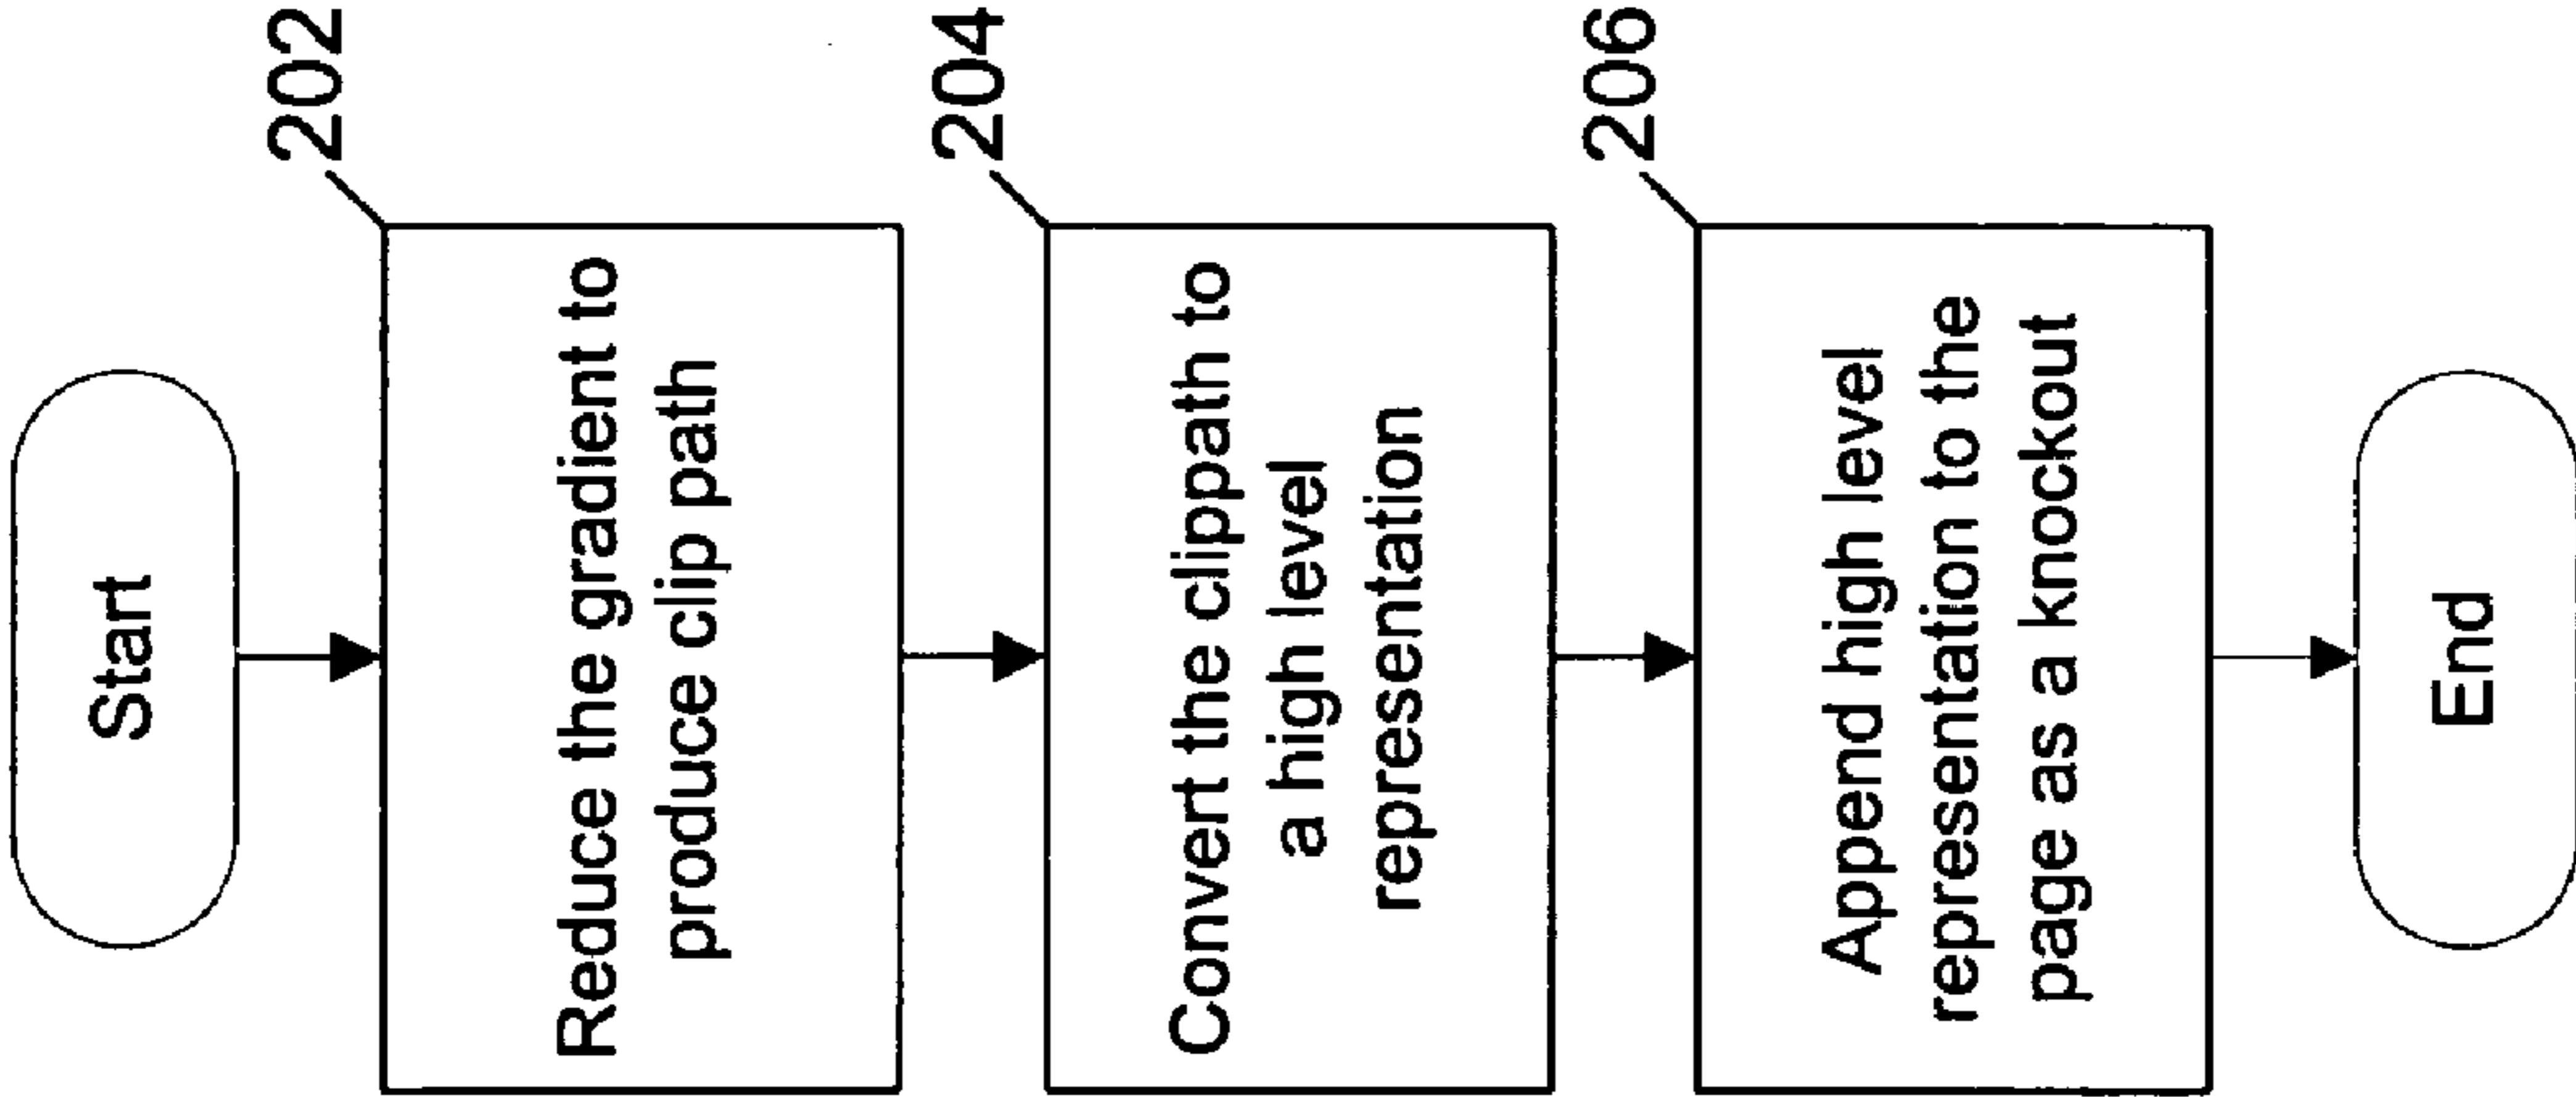 Start
202
Reduce the gradient to
produce clip path
204
Convert the clippath to
a high level
representation
206
Append high level
representation to the
page as a knockout
End